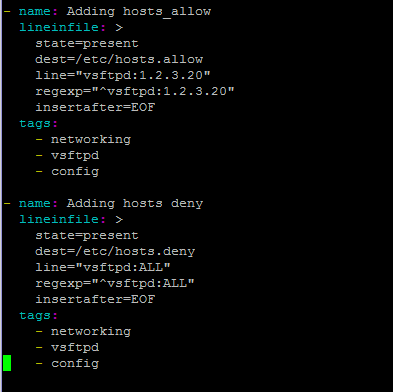 - name: Adding hosts_allow
  lineinfile: >
    state=present
    dest=/etc/hosts.allow
    line="vsftpd:1.2.3.20"
    regexp="^vsftpd:1.2.3.20"
    insertafter=EOF
  tags:
    - networking
    - vsftpd
    - config

- name: Adding hosts deny
  lineinfile: >
    state=present
    dest=/etc/hosts.deny
    line="vsftpd:ALL"
    regexp="^vsftpd:ALL"
    insertafter=EOF
  tags:
    - networking
    - vsftpd
    - config